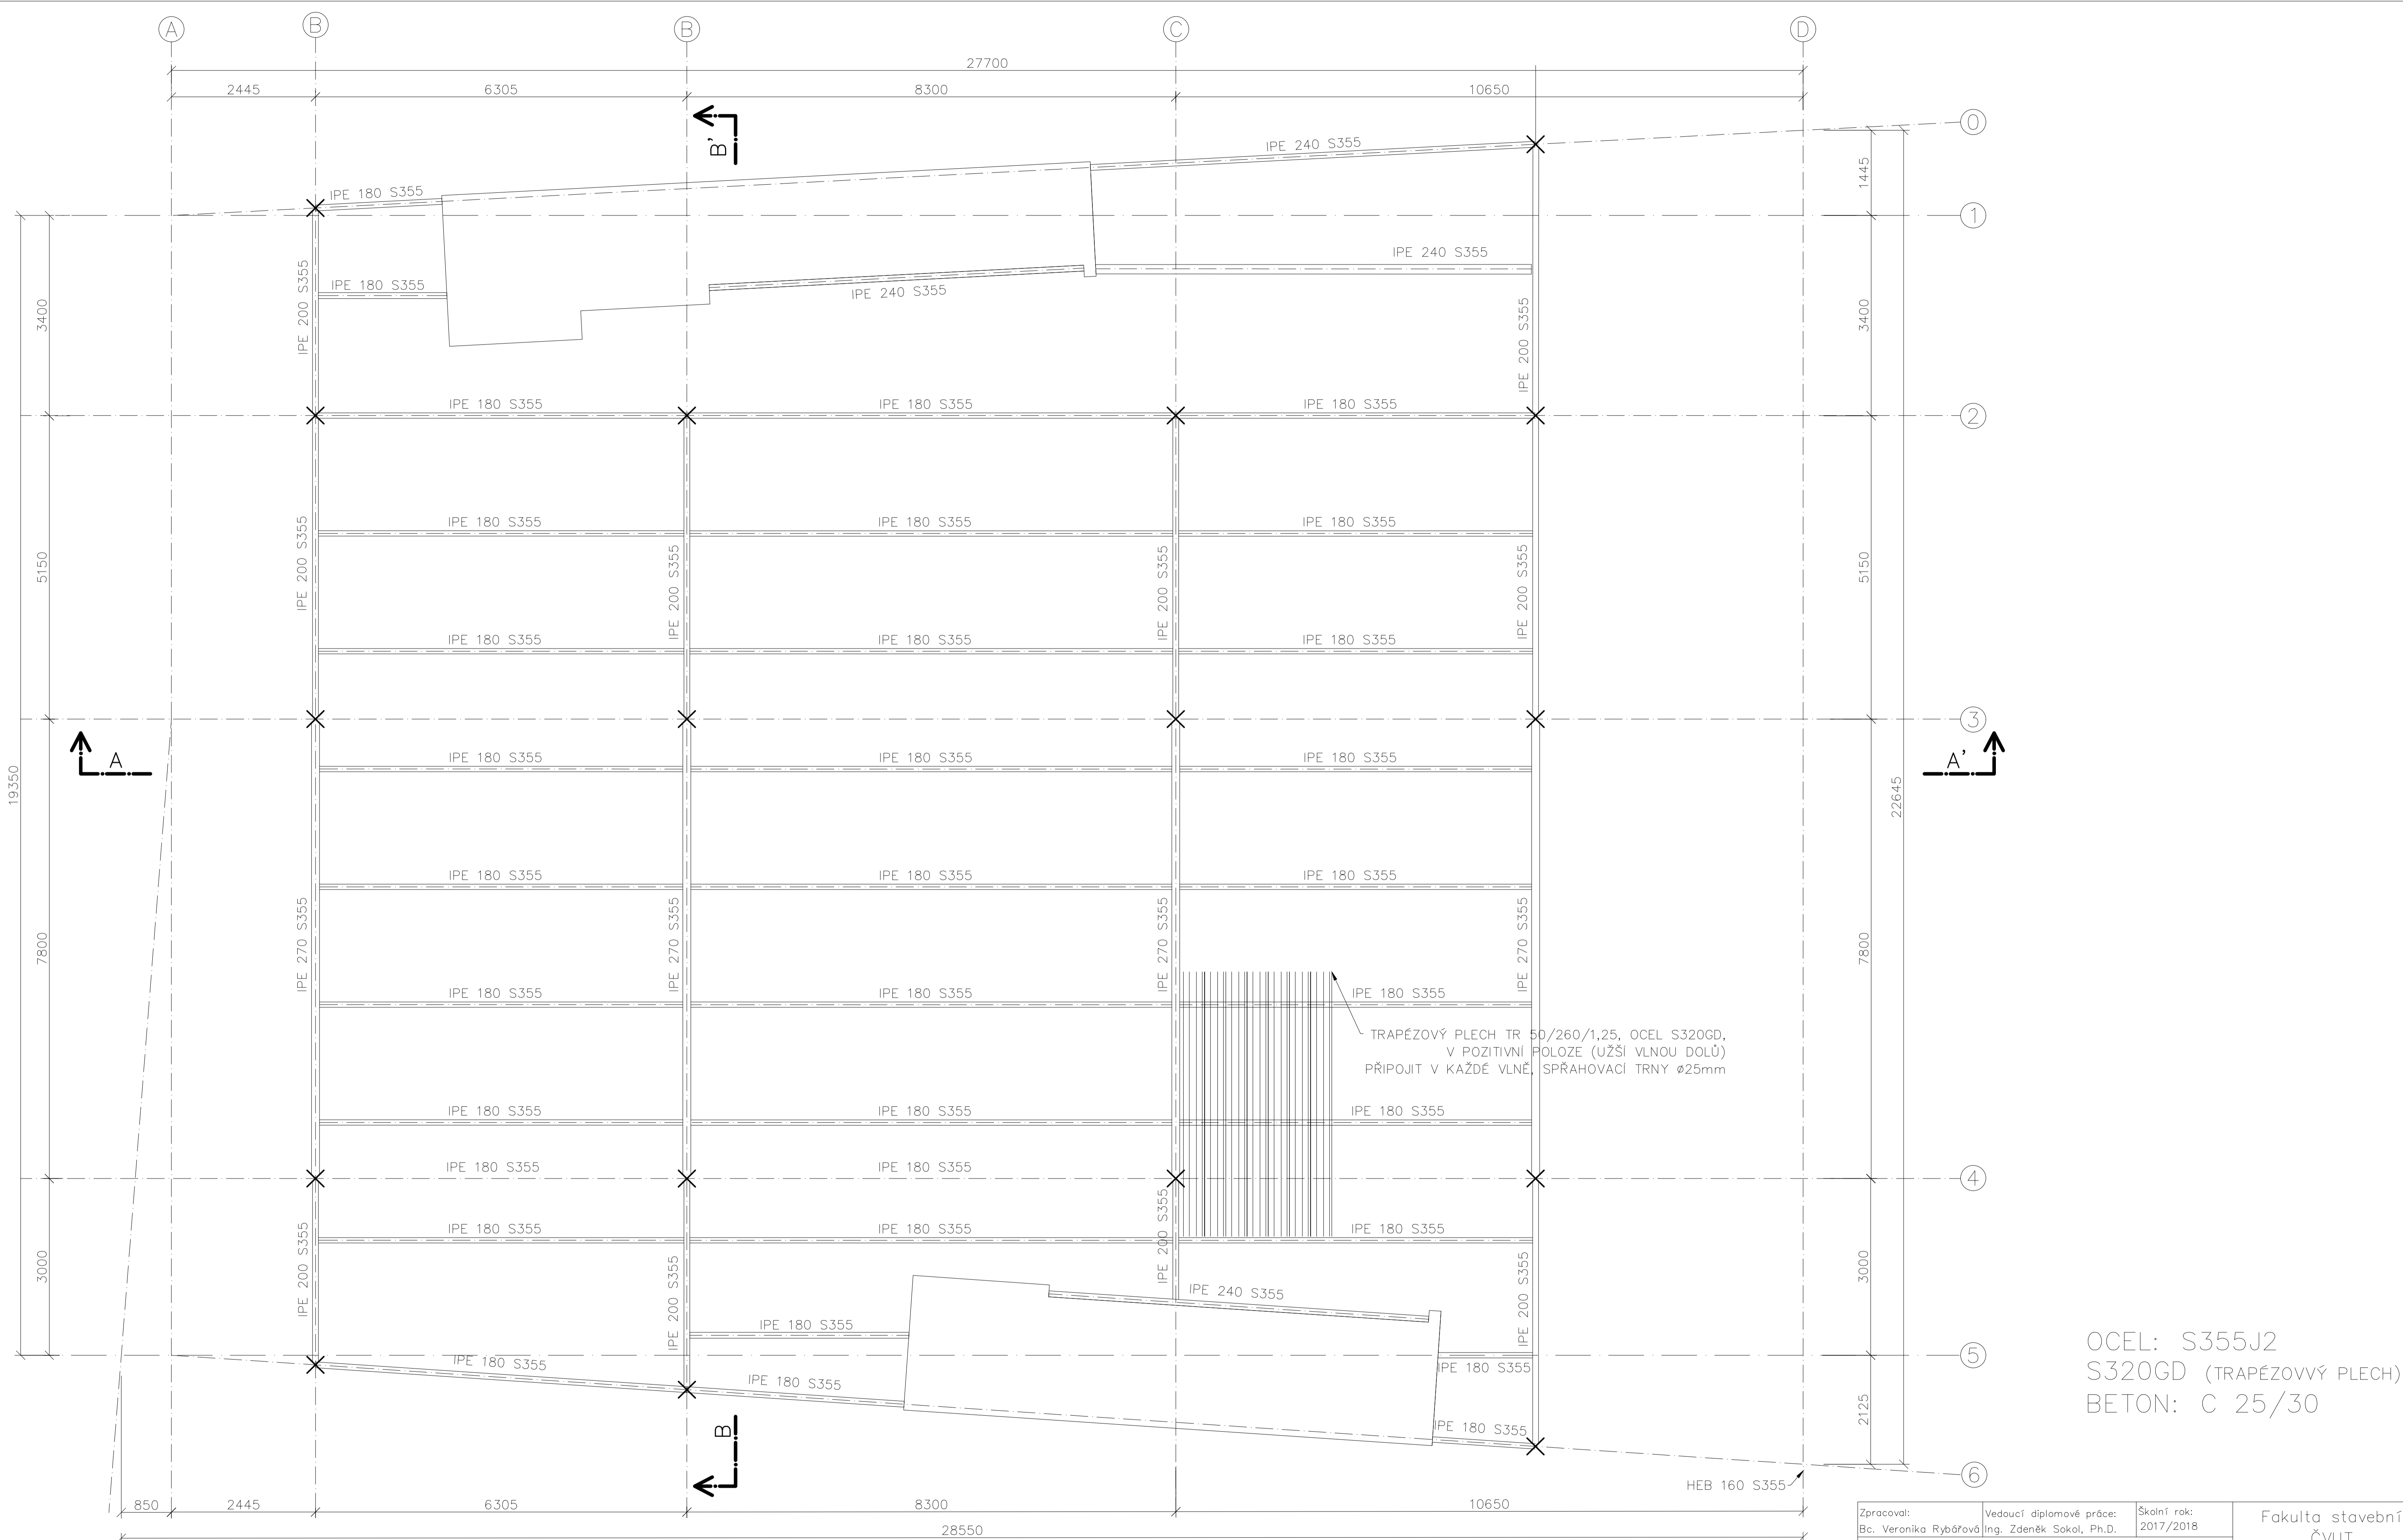 A
B
B
C
D
27700
2445
6305
8300
10650
B'
0
IPE 240 S355
1445
IPE 180 S355
1
IPE 240 S355
IPE 200 S355
IPE 180 S355
IPE 240 S355
3400
IPE 200 S355
3400
IPE 180 S355
IPE 180 S355
IPE 180 S355
2
IPE 180 S355
IPE 180 S355
IPE 180 S355
5150
IPE 200 S355
IPE 200 S355
IPE 200 S355
IPE 200 S355
5150
IPE 180 S355
IPE 180 S355
IPE 180 S355
3
A
IPE 180 S355
IPE 180 S355
IPE 180 S355
A'
19350
22645
IPE 180 S355
IPE 180 S355
IPE 180 S355
7800
IPE 270 S355
IPE 270 S355
IPE 270 S355
IPE 270 S355
7800
IPE 180 S355
IPE 180 S355
IPE 180 S355
TRAPÉZOVÝ PLECH TR 50/260/1,25, OCEL S320GD,
V POZITIVNÍ POLOZE (UŽŠÍ VLNOU DOLŮ)
PŘIPOJIT V KAŽDÉ VLNĚ, SPŘAHOVACÍ TRNY ø25mm
IPE 180 S355
IPE 180 S355
IPE 180 S355
IPE 180 S355
IPE 180 S355
4
IPE 180 S355
IPE 180 S355
IPE 180 S355
3000
IPE 200 S355
IPE 200 S355
IPE 200 S355
IPE 200 S355
3000
IPE 240 S355
IPE 180 S355
5
IPE 180 S355
IPE 180 S355
IPE 180 S355
2125
IPE 180 S355
B
6
HEB 160 S355
OCEL: S355J2
S320GD (TRAPÉZOVVÝ PLECH)
BETON: C 25/30
850
2445
6305
8300
10650
28550
Zpracoval:
Bc. Veronika Rybářová
Vedoucí diplomové práce:
Ing. Zdeněk Sokol, Ph.D.
Školní rok:
2017/2018
Fakulta stavební
ČVUT